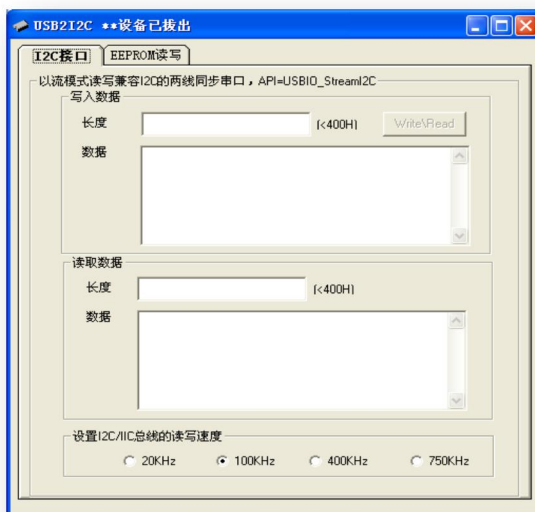 USB2I2C **设备已拨出
I2C接口 EEPROM读写
以流模式读写兼容I2C的两线同步串口，API=USBIO_StreamI2C
写入数据
长度 (<400H) Write\Read
数据
读取数据
长度 (<400H)
数据
设置I2C/IIC总线的读写速度
20KHz 100KHz 400KHz 750KHz